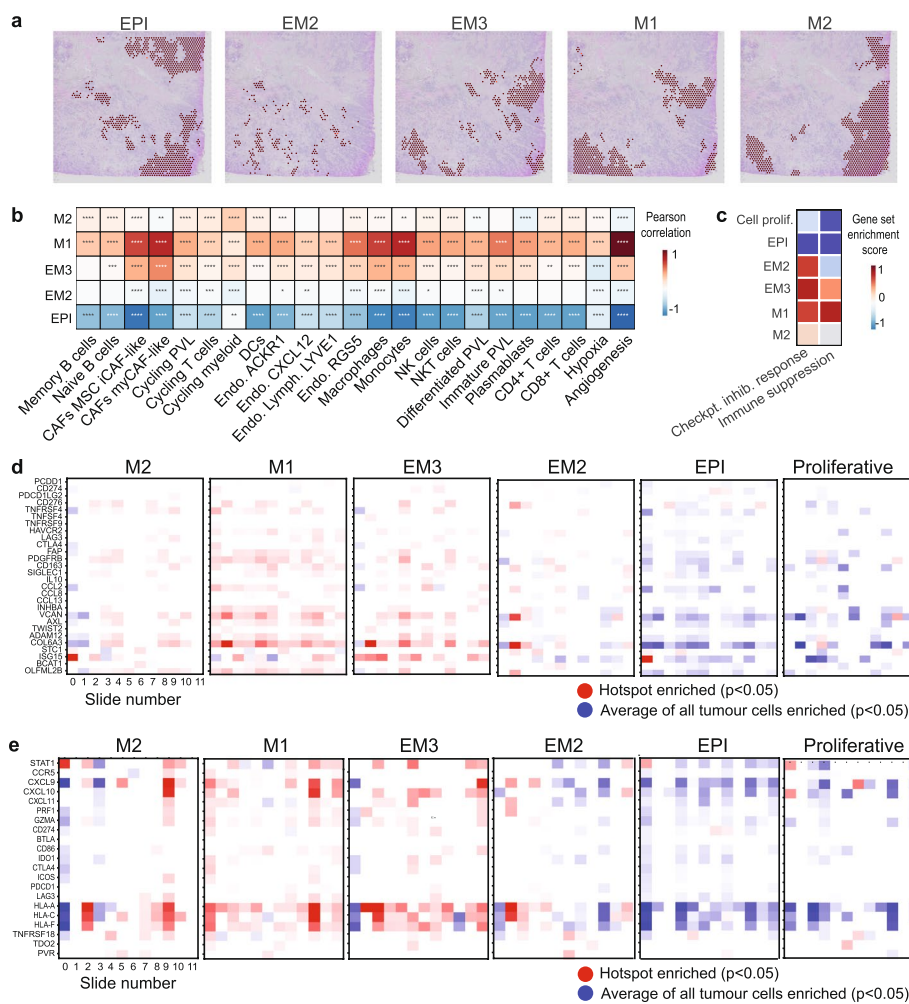 a
EPI
EM2
EM3
M1
M2
b
M2
M1
EM3
EM2
EPI
Memory B cells
Naive B cells
CAFs MSC iCAF-like
CAFs myCAF-like
Cycling PVL
Cycling T cells
Cycling myeloid
DCs
Endo. ACKR1
Endo. CXCL12
Endo. Lymph. LYVE1
Endo. RGS5
Macrophages
Monocytes
NK cells
NKT cells
Differentiated PVL
Immature PVL
Plasmablasts
CD4+ T cells
CD8+ T cells
Hypoxia
Angiogenesis
Pearson
correlation
1
-1
c
Cell prolif.
EPI
EM2
EM3
M1
M2
Checkpt. inhib. response
Immune suppression
Gene set
enrichment
score
1
0
-1
d
M2
M1
EM3
EM2
EPI
Proliferative
PCDD1
CD274
PDCD1LG2
CD276
TNFRSF4
TNFSF4
TNFRSF9
HAVCR2
LAG3
CTLA4
FAP
PDGFRB
CD163
SIGLEC1
IL10
CCL2
CCL8
CCL13
INHBA
VCAN
AXL
TWIST2
ADAM12
COL6A3
STC1
ISG15
BCAT1
OLFML2B
0 1 2 3 4 5 6 7 8 9 10 11
Slide number
Hotspot enriched (p<0.05)
Average of all tumour cells enriched (p<0.05)
e
M2
M1
EM3
EM2
EPI
Proliferative
STAT1
CCR5
CXCL9
CXCL10
CXCL11
PRF1
GZMA
CD274
BTLA
CD86
IDO1
CTLA4
ICOS
PDCD1
LAG3
HLA-A
HLA-C
HLA-F
TNFRSF18
TDO2
PVR
0 1 2 3 4 5 6 7 8 9 10 11
Slide number
Hotspot enriched (p<0.05)
Average of all tumour cells enriched (p<0.05)